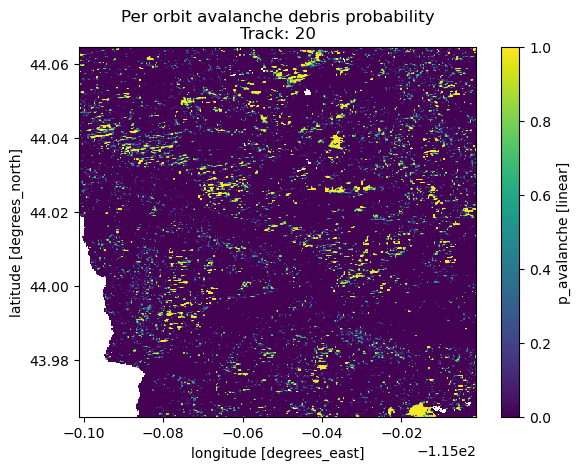 Per orbit avalanche debris probability
Track: 20
44.06
44.04
44.02
44.00
43.98
latitude [degrees_north]
−0.10
−0.08
−0.06
−0.04
−0.02
−1.15e2
longitude [degrees_east]
1.0
0.8
0.6
0.4
0.2
0.0
p_avalanche [linear]